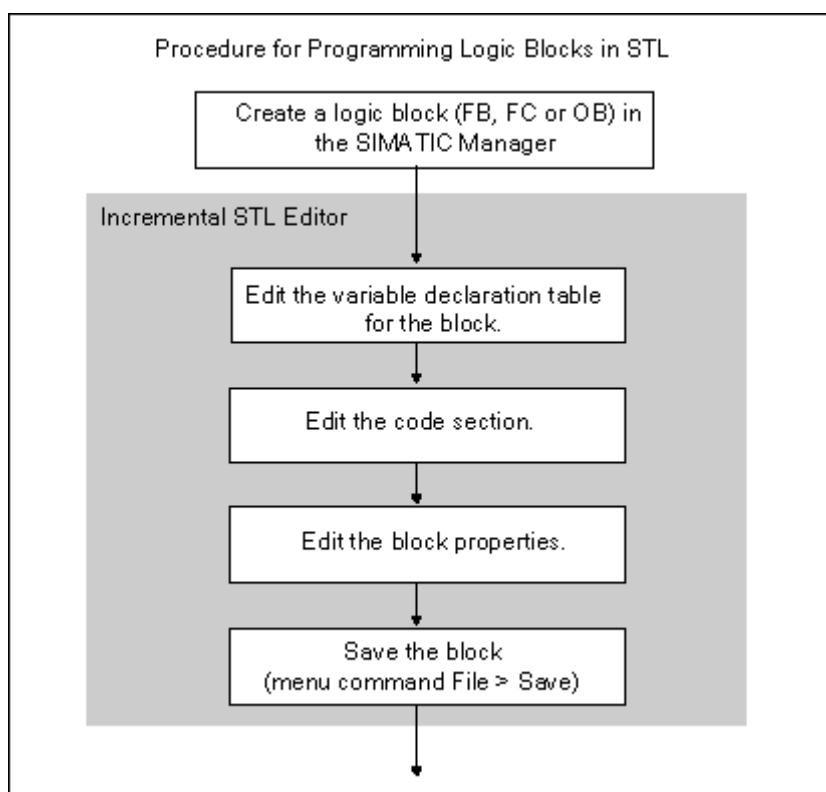 Procedure for Programming Logic Blocks in STL
Create a logic block (FB, FC or OB) in
the SIMATIC Manager
Incremental STL Editor
Edit the variable declaration table
for the block.
Edit the code section.
Edit the block properties.
Save the block
(menu command File > Save)